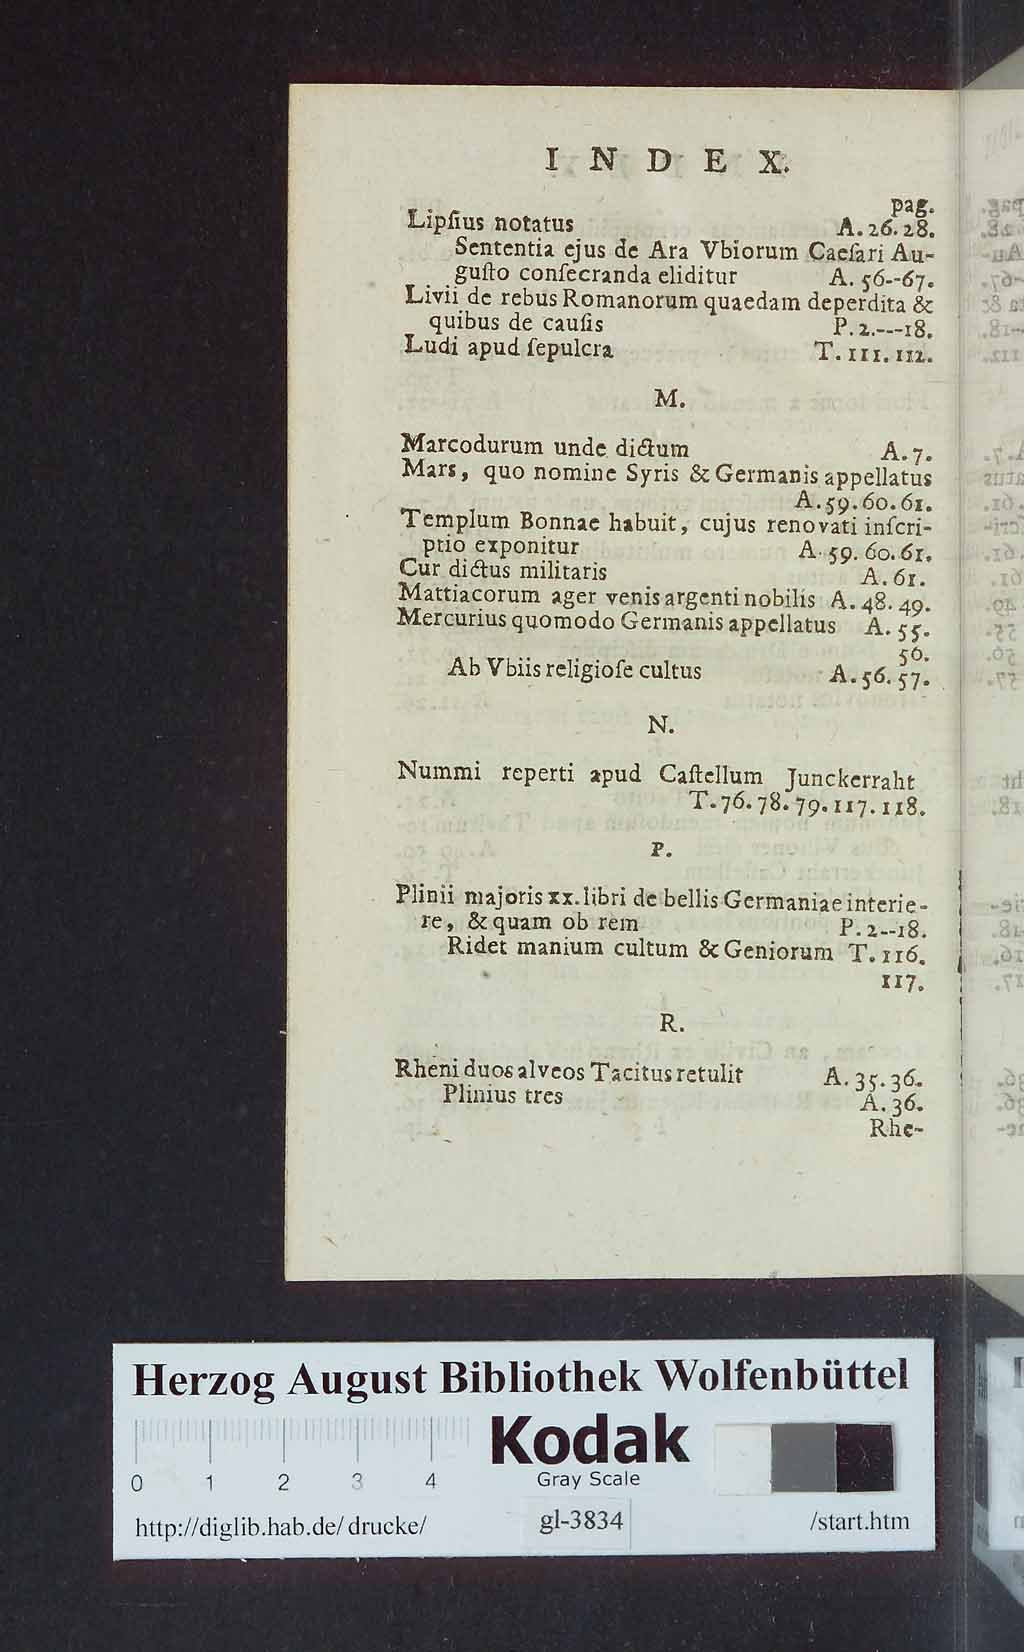 I N D E X.
pag.
Lipſius notatus A. 26. 28.
Sententia ejus de Ara Vbiorum Caeſari Au-
guſto conſecranda eliditur A. 56--67.
Livii de rebus Romanorum quaedam deperdita &
quibus de cauſis P. 2.---18.
Ludi apud ſepulcra T. 111. 112.
M.
Marcodurum unde dictum A. 7.
Mars, quo nomine Syris & Germanis appellatus
A. 59. 60. 61.
Templum Bonnae habuit, cujus renovati inſcri-
ptio exponitur A. 59. 60. 61.
Cur dictus militaris A. 61.
Mattiacorum ager venis argenti nobilis A. 48. 49.
Mercurius quomodo Germanis appellatus A. 55.
56.
Ab Vbiis religioſe cultus A. 56. 57.
N.
Nummi reperti apud Caſtellum Junckerraht
T. 76. 78. 79. 117. 118.
P.
Plinii majoris xx. libri de bellis Germaniae interie-
re, & quam ob rem P. 2--18.
Ridet manium cultum & Geniorum T. 116.
117.
R.
Rheni duos alveos Tacitus retulit A. 35. 36.
Plinius tres A. 36.
Rhe-
Herzog August Bibliothek Wolfenbüttel
Kodak
Gray Scale
0 1 2 3 4
http://diglib.hab.de/drucke/ gl-3834 /start.htm